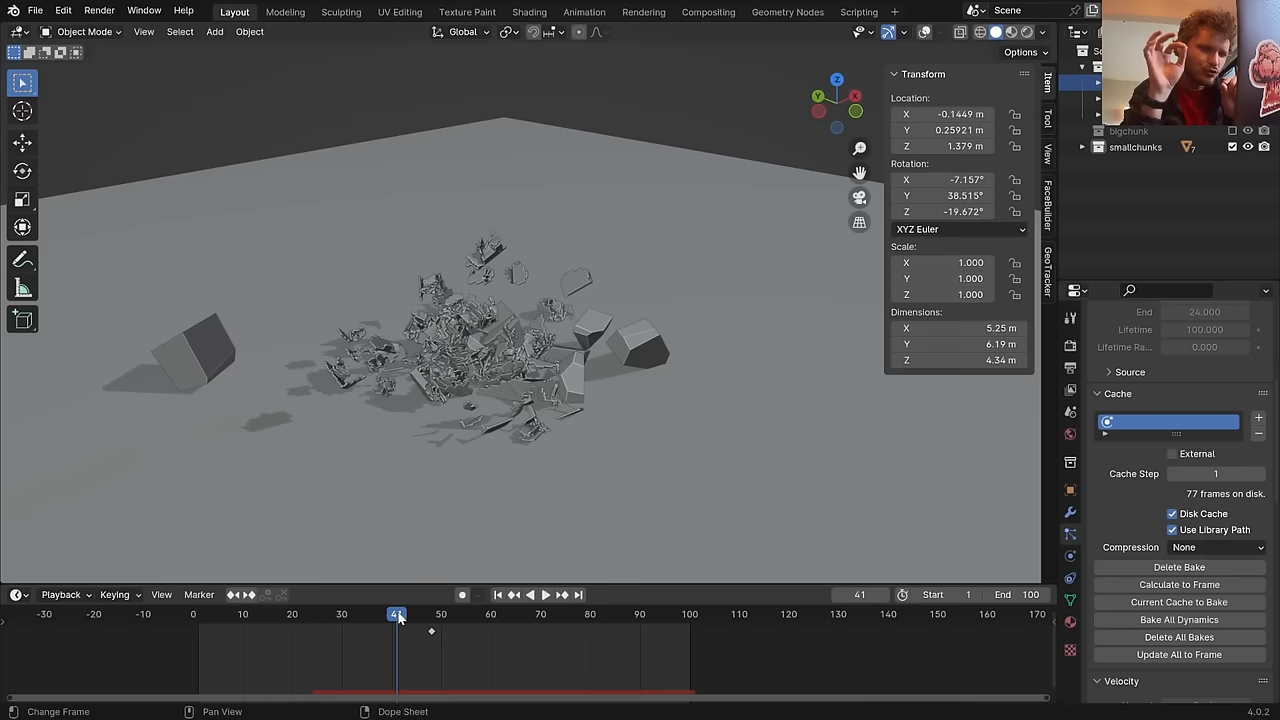 File Edit Render Window Help Layout Modeling Sculpting UV Editing Texture Paint Shading Animation Rendering Compositing Geometry Nodes Scripting + Scene
Object Mode View Select Add Object Global
Options
Transform
Location:
X -0.1449 m
Y 0.25921 m
Z 1.379 m
Rotation:
X -7.157°
Y 38.515°
Z -19.672°
XYZ Euler
Scale:
X 1.000
Y 1.000
Z 1.000
Dimensions:
X 5.25 m
Y 6.19 m
Z 4.34 m
Item
Tool
View
FaceBuilder
GeoTracker
Z
Y
X
bigchunk
smallchunks 7
End 24.000
Lifetime 100.000
Lifetime Ra... 0.000
Source
Cache
External
Cache Step 1
77 frames on disk.
Disk Cache
Use Library Path
Compression None
Delete Bake
Calculate to Frame
Current Cache to Bake
Bake All Dynamics
Delete All Bakes
Update All to Frame
Velocity
Playback Keying View Marker 41 Start 1 End 100
-30 -20 -10 0 10 20 30 41 50 60 70 80 90 100 110 120 130 140 150 160 170
Change Frame Pan View Dope Sheet 4.0.2